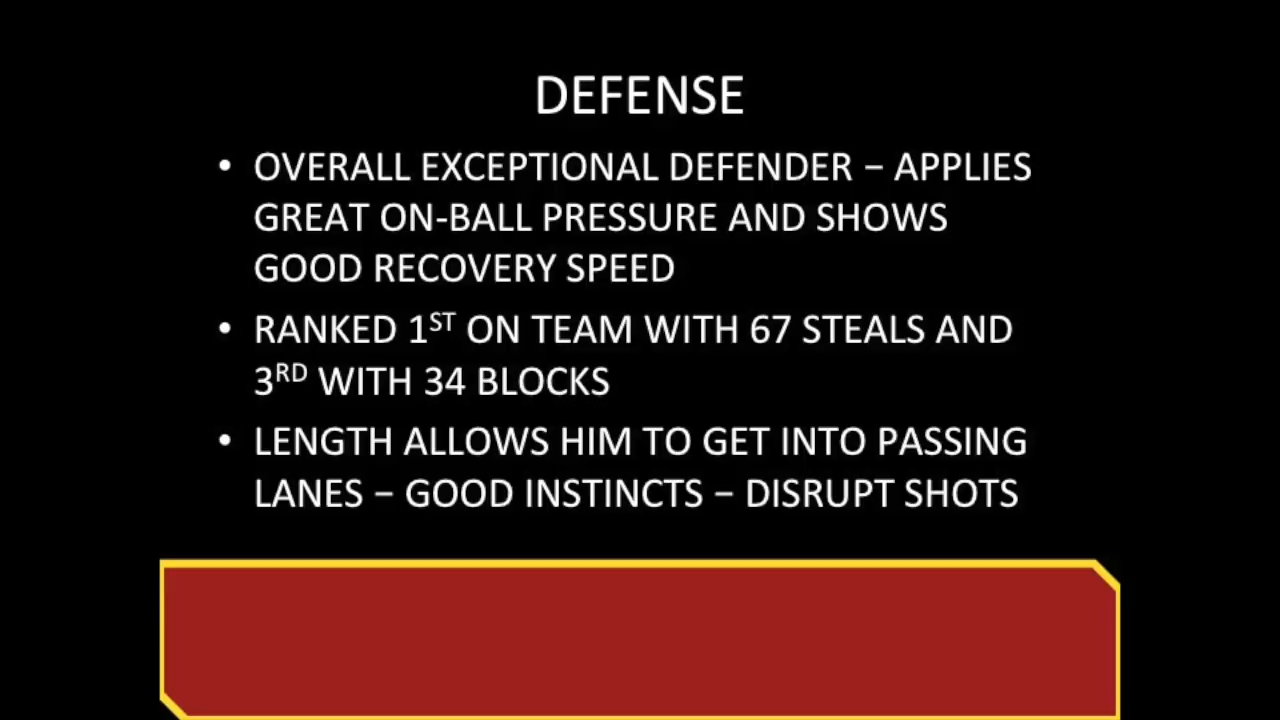 DEFENSE
• OVERALL EXCEPTIONAL DEFENDER – APPLIES
GREAT ON-BALL PRESSURE AND SHOWS
GOOD RECOVERY SPEED
• RANKED 1ST ON TEAM WITH 67 STEALS AND
3RD WITH 34 BLOCKS
• LENGTH ALLOWS HIM TO GET INTO PASSING
LANES – GOOD INSTINCTS – DISRUPT SHOTS